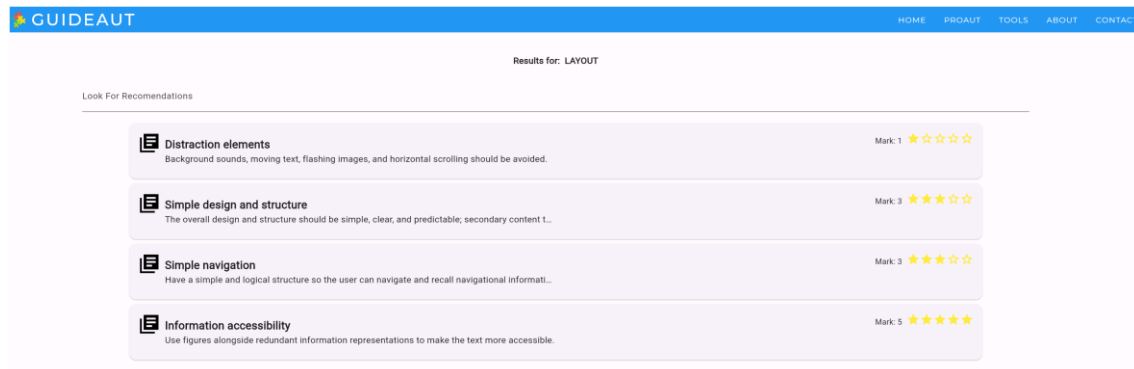 GUIDEAUT
HOME PROAUT TOOLS ABOUT CONTACT
Results for: LAYOUT
Look For Recomendations
Distraction elements
Mark: 1
Background sounds, moving text, flashing images, and horizontal scrolling should be avoided.
Simple design and structure
Mark: 3
The overall design and structure should be simple, clear, and predictable; secondary content t...
Simple navigation
Mark: 3
Have a simple and logical structure so the user can navigate and recall navigational informati...
Information accessibility
Mark: 5
Use figures alongside redundant information representations to make the text more accessible.